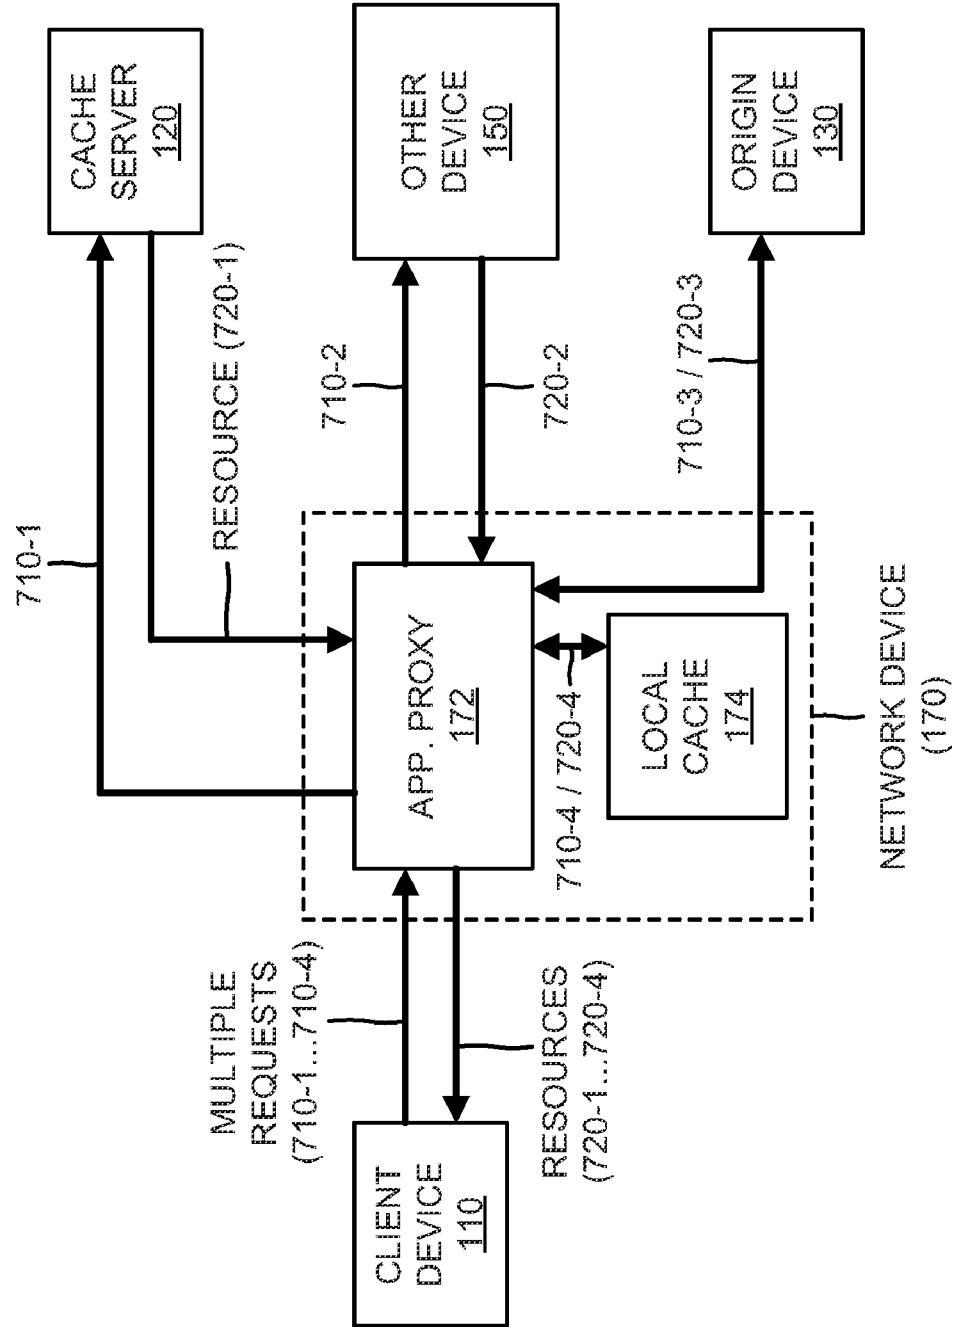 CACHE
SERVER
120
OTHER
DEVICE
150
ORIGIN
DEVICE
130
710-1
RESOURCE (720-1)
710-2
720-2
710-3 / 720-3
APP. PROXY
172
710-4 / 720-4
LOCAL
CACHE
174
NETWORK DEVICE
(170)
MULTIPLE
REQUESTS
(710-1...710-4)
RESOURCES
(720-1...720-4)
CLIENT
DEVICE
110